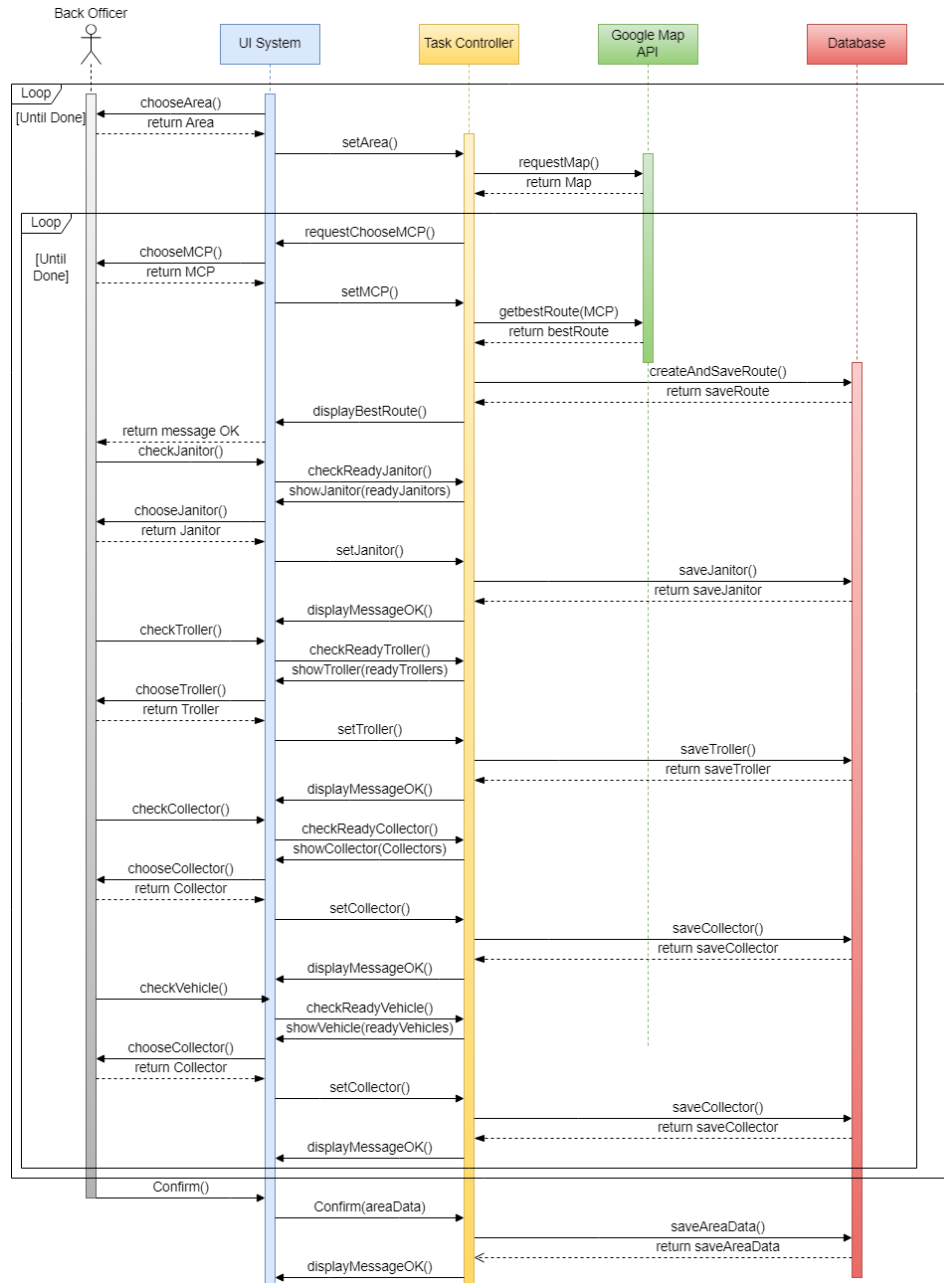 Back Officer
UI System
Task Controller
Google Map
API
Database
Loop
[Until Done]
chooseArea()
return Area
setArea()
requestMap()
return Map
Loop
[Until
Done]
requestChooseMCP()
chooseMCP()
return MCP
setMCP()
getbestRoute(MCP)
return bestRoute
createAndSaveRoute()
return saveRoute
displayBestRoute()
return message OK
checkJanitor()
checkReadyJanitor()
showJanitor(readyJanitors)
chooseJanitor()
return Janitor
setJanitor()
saveJanitor()
return saveJanitor
displayMessageOK()
checkTroller()
checkReadyTroller()
showTroller(readyTrollers)
chooseTroller()
return Troller
setTroller()
saveTroller()
return saveTroller
displayMessageOK()
checkCollector()
checkReadyCollector()
showCollector(Collectors)
chooseCollector()
return Collector
setCollector()
saveCollector()
return saveCollector
displayMessageOK()
checkVehicle()
checkReadyVehicle()
showVehicle(readyVehicles)
chooseCollector()
return Collector
setCollector()
saveCollector()
return saveCollector
displayMessageOK()
Confirm()
Confirm(areaData)
saveAreaData()
return saveAreaData
displayMessageOK()